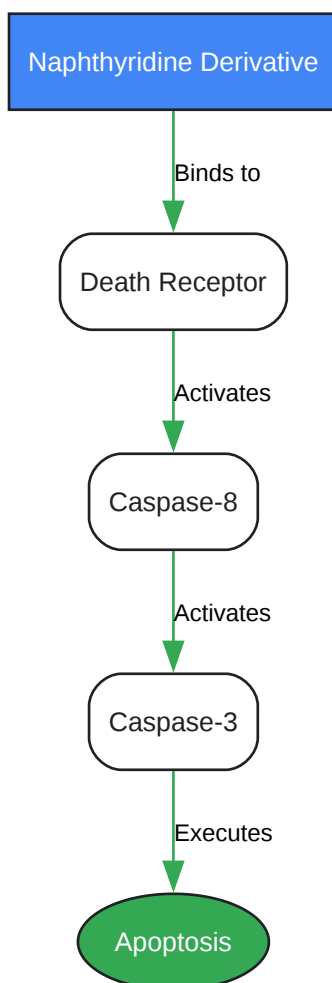 Naphthyridine Derivative
Binds to
Death Receptor
Activates
Caspase-8
Activates
Caspase-3
Executes
Apoptosis